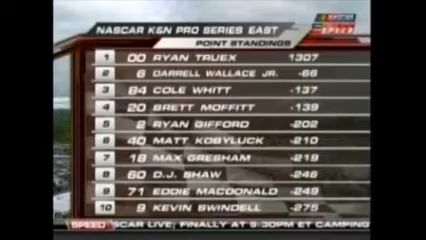 NASCAR K&N PRO SERIES EAST
SPEED
POINT STANDINGS
1 00 RYAN TRUEX 1307
2 6 DARRELL WALLACE JR. -66
3 84 COLE WHITT -137
4 20 BRETT MOFFITT -139
5 2 RYAN GIFFORD -202
6 40 MATT KOBYLUCK -210
7 18 MAX GRESHAM -219
8 60 D.J. SHAW -246
9 71 EDDIE MACDONALD -249
10 9 KEVIN SWINDELL -275
SPEED SCAR LIVE, FINALLY AT 9:30PM ET CAMPING